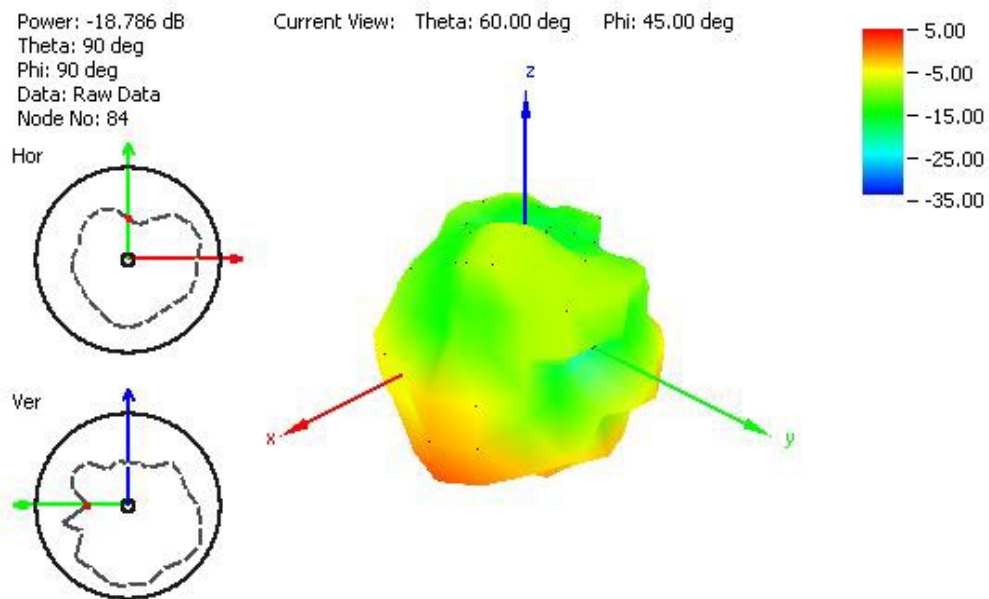 Power: -18.786 dB
Theta: 90 deg
Phi: 90 deg
Data: Raw Data
Node No: 84
Current View: Theta: 60.00 deg Phi: 45.00 deg
5.00
-5.00
-15.00
-25.00
-35.00
Hor
Ver
z
x
y